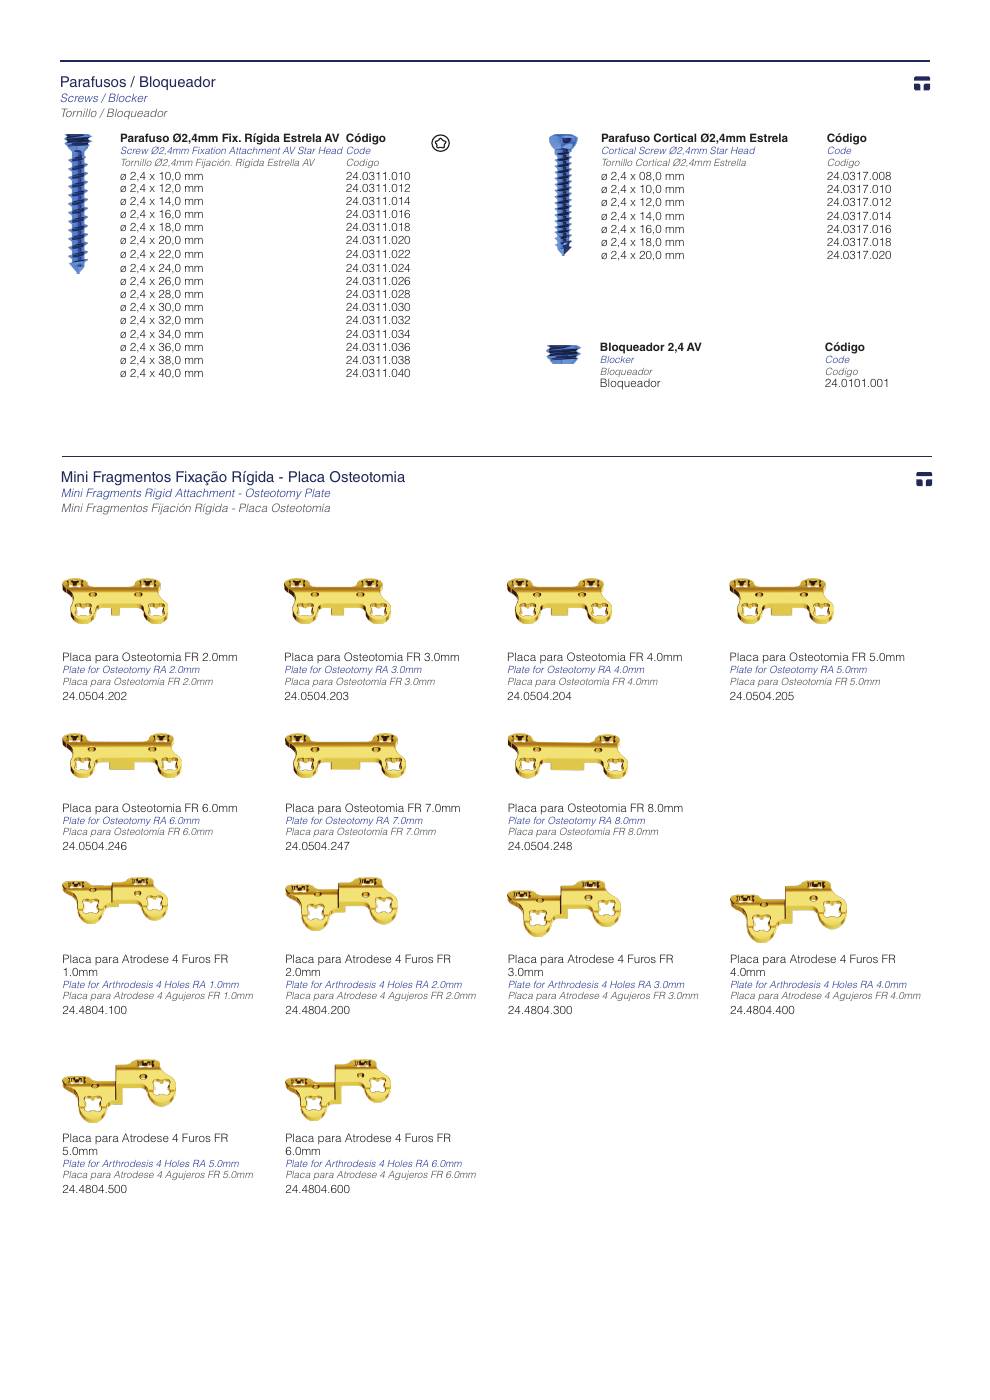 Parafusos / Bloqueador
Screws / Blocker
Tornillo / Bloqueador
Parafuso Ø2,4mm Fix. Rígida Estrela AV Código
Screw Ø2,4mm Fixation Attachment AV Star Head Code
Tornillo Ø2,4mm Fijación. Rígida Estrella AV Codigo
ø 2,4 x 10,0 mm 24.0311.010
ø 2,4 x 12,0 mm 24.0311.012
ø 2,4 x 14,0 mm 24.0311.014
ø 2,4 x 16,0 mm 24.0311.016
ø 2,4 x 18,0 mm 24.0311.018
ø 2,4 x 20,0 mm 24.0311.020
ø 2,4 x 22,0 mm 24.0311.022
ø 2,4 x 24,0 mm 24.0311.024
ø 2,4 x 26,0 mm 24.0311.026
ø 2,4 x 28,0 mm 24.0311.028
ø 2,4 x 30,0 mm 24.0311.030
ø 2,4 x 32,0 mm 24.0311.032
ø 2,4 x 34,0 mm 24.0311.034
ø 2,4 x 36,0 mm 24.0311.036
ø 2,4 x 38,0 mm 24.0311.038
ø 2,4 x 40,0 mm 24.0311.040
Parafuso Cortical Ø2,4mm Estrela Código
Cortical Screw Ø2,4mm Star Head Code
Tornillo Cortical Ø2,4mm Estrella Codigo
ø 2,4 x 08,0 mm 24.0317.008
ø 2,4 x 10,0 mm 24.0317.010
ø 2,4 x 12,0 mm 24.0317.012
ø 2,4 x 14,0 mm 24.0317.014
ø 2,4 x 16,0 mm 24.0317.016
ø 2,4 x 18,0 mm 24.0317.018
ø 2,4 x 20,0 mm 24.0317.020
Bloqueador 2,4 AV Código
Blocker Code
Bloqueador Codigo
Bloqueador 24.0101.001
Mini Fragmentos Fixação Rígida - Placa Osteotomia
Mini Fragments Rigid Attachment - Osteotomy Plate
Mini Fragmentos Fijación Rígida - Placa Osteotomía
Placa para Osteotomia FR 2.0mm
Plate for Osteotomy RA 2.0mm
Placa para Osteotomía FR 2.0mm
24.0504.202
Placa para Osteotomia FR 3.0mm
Plate for Osteotomy RA 3.0mm
Placa para Osteotomía FR 3.0mm
24.0504.203
Placa para Osteotomia FR 4.0mm
Plate for Osteotomy RA 4.0mm
Placa para Osteotomía FR 4.0mm
24.0504.204
Placa para Osteotomia FR 5.0mm
Plate for Osteotomy RA 5.0mm
Placa para Osteotomía FR 5.0mm
24.0504.205
Placa para Osteotomia FR 6.0mm
Plate for Osteotomy RA 6.0mm
Placa para Osteotomía FR 6.0mm
24.0504.246
Placa para Osteotomia FR 7.0mm
Plate for Osteotomy RA 7.0mm
Placa para Osteotomía FR 7.0mm
24.0504.247
Placa para Osteotomia FR 8.0mm
Plate for Osteotomy RA 8.0mm
Placa para Osteotomía FR 8.0mm
24.0504.248
Placa para Atrodese 4 Furos FR
1.0mm
Plate for Arthrodesis 4 Holes RA 1.0mm
Placa para Atrodese 4 Agujeros FR 1.0mm
24.4804.100
Placa para Atrodese 4 Furos FR
2.0mm
Plate for Arthrodesis 4 Holes RA 2.0mm
Placa para Atrodese 4 Agujeros FR 2.0mm
24.4804.200
Placa para Atrodese 4 Furos FR
3.0mm
Plate for Arthrodesis 4 Holes RA 3.0mm
Placa para Atrodese 4 Agujeros FR 3.0mm
24.4804.300
Placa para Atrodese 4 Furos FR
4.0mm
Plate for Arthrodesis 4 Holes RA 4.0mm
Placa para Atrodese 4 Agujeros FR 4.0mm
24.4804.400
Placa para Atrodese 4 Furos FR
5.0mm
Plate for Arthrodesis 4 Holes RA 5.0mm
Placa para Atrodese 4 Agujeros FR 5.0mm
24.4804.500
Placa para Atrodese 4 Furos FR
6.0mm
Plate for Arthrodesis 4 Holes RA 6.0mm
Placa para Atrodese 4 Agujeros FR 6.0mm
24.4804.600